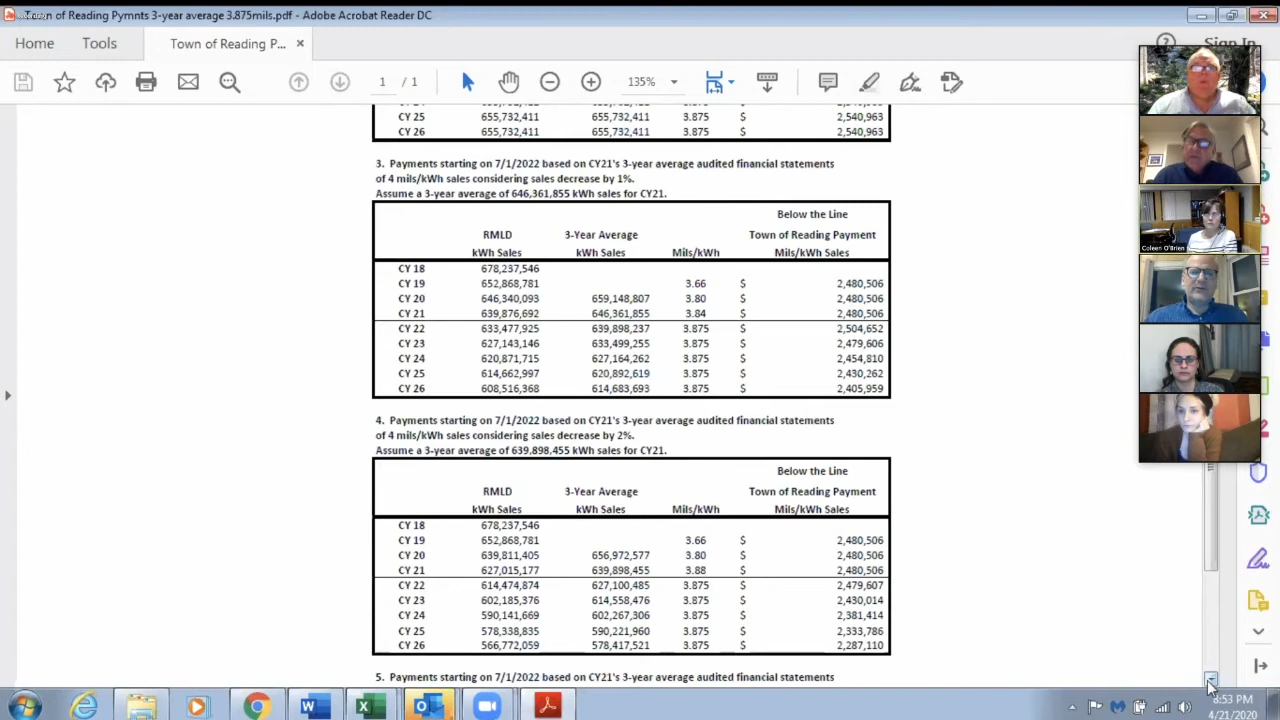 Town of Reading Pymnts 3-year average 3.875mils.pdf - Adobe Acrobat Reader DC
Home Tools Town of Reading P... × Sign In
1 / 1 135%
CY 25 655,732,411 655,732,411 3.875 $ 2,540,963
CY 26 655,732,411 655,732,411 3.875 $ 2,540,963
3. Payments starting on 7/1/2022 based on CY21's 3-year average audited financial statements
of 4 mils/kWh sales considering sales decrease by 1%.
Assume a 3-year average of 646,361,855 kWh sales for CY21.
Below the Line
RMLD 3-Year Average Town of Reading Payment
kWh Sales kWh Sales Mils/kWh Mils/kWh Sales
CY 18 678,237,546
CY 19 652,868,781 3.66 $ 2,480,506
CY 20 646,340,093 659,148,807 3.80 $ 2,480,506
CY 21 639,876,692 646,361,855 3.84 $ 2,480,506
CY 22 633,477,925 639,898,237 3.875 $ 2,504,652
CY 23 627,143,146 633,499,255 3.875 $ 2,479,606
CY 24 620,871,715 627,164,262 3.875 $ 2,454,810
CY 25 614,662,997 620,892,619 3.875 $ 2,430,262
CY 26 608,516,368 614,683,693 3.875 $ 2,405,959
4. Payments starting on 7/1/2022 based on CY21's 3-year average audited financial statements
of 4 mils/kWh sales considering sales decrease by 2%.
Assume a 3-year average of 639,898,455 kWh sales for CY21.
Below the Line
RMLD 3-Year Average Town of Reading Payment
kWh Sales kWh Sales Mils/kWh Mils/kWh Sales
CY 18 678,237,546
CY 19 652,868,781 3.66 $ 2,480,506
CY 20 639,811,405 656,972,577 3.80 $ 2,480,506
CY 21 627,015,177 639,898,455 3.88 $ 2,480,506
CY 22 614,474,874 627,100,485 3.875 $ 2,479,607
CY 23 602,185,376 614,558,476 3.875 $ 2,430,014
CY 24 590,141,669 602,267,306 3.875 $ 2,381,414
CY 25 578,338,835 590,221,960 3.875 $ 2,333,786
CY 26 566,772,059 578,417,521 3.875 $ 2,287,110
5. Payments starting on 7/1/2022 based on CY21's 3-year average audited financial statements
Coleen O'Brien
8:53 PM
4/21/2020